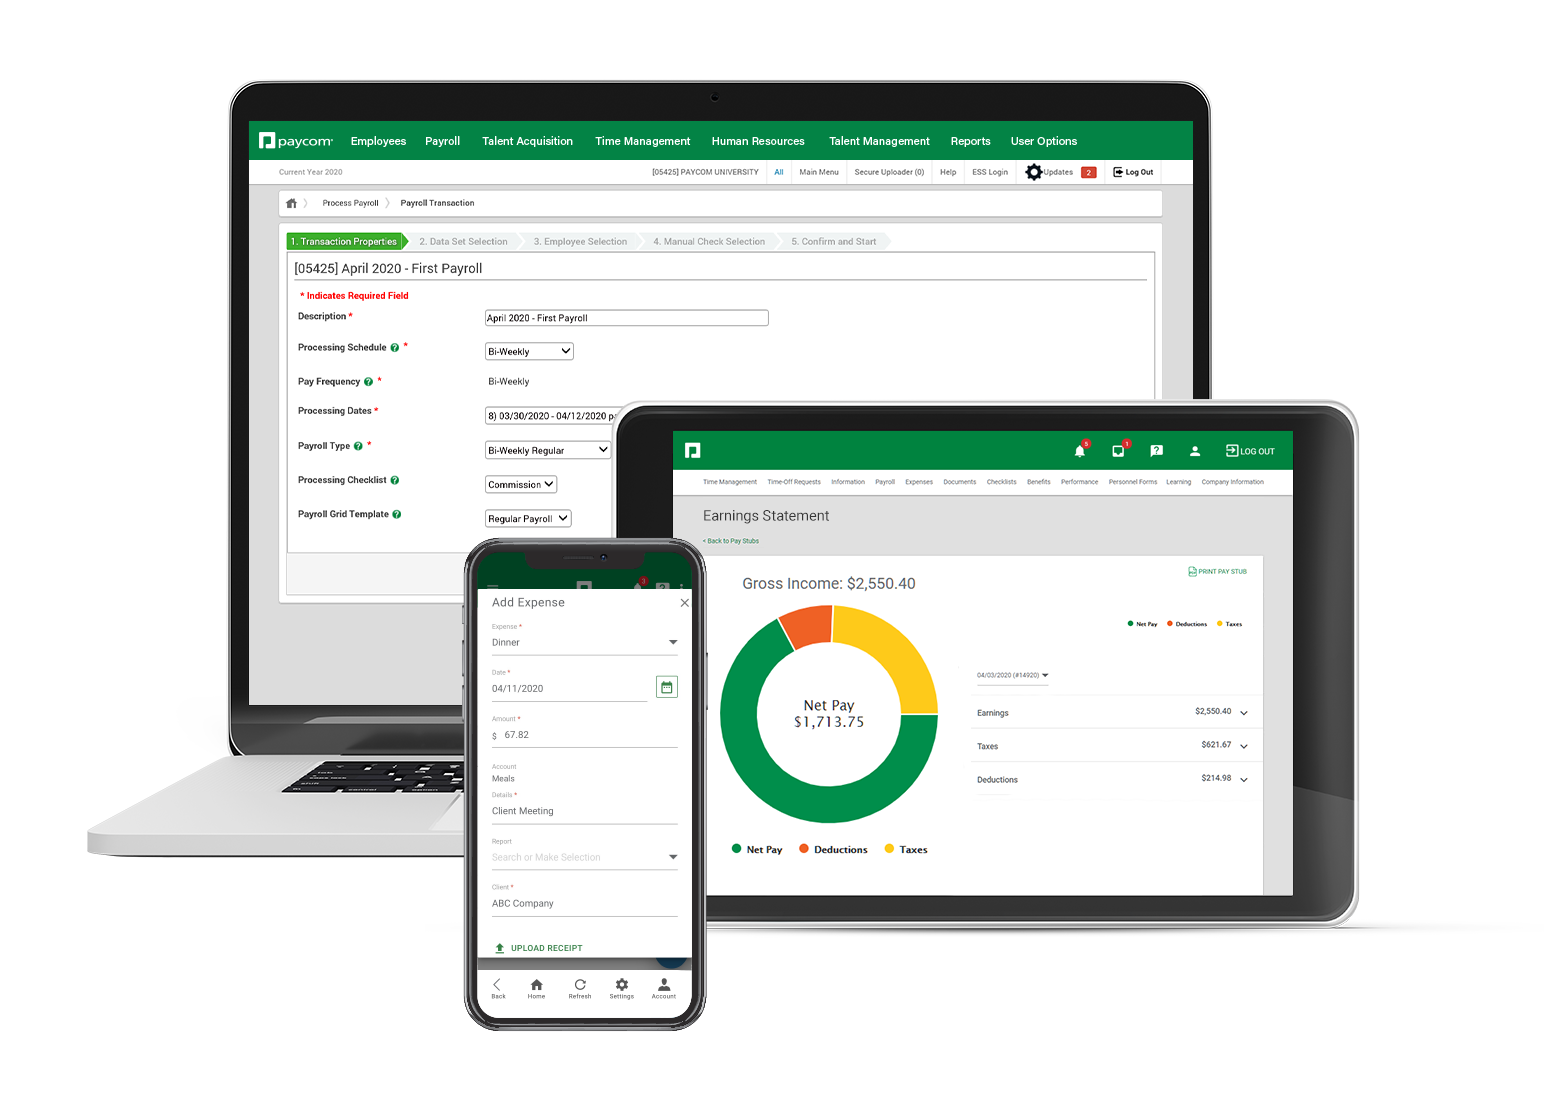 paycom Employees Payroll Talent Acquisition Time Management Human Resources Talent Management Reports User Options
Current Year 2020 [05425] PAYCOM UNIVERSITY All Main Menu Secure Uploader (0) Help ESS Login Updates 2 Log Out
Process Payroll Payroll Transaction
1. Transaction Properties 2. Data Set Selection 3. Employee Selection 4. Manual Check Selection 5. Confirm and Start
[05425] April 2020 - First Payroll
* Indicates Required Field
Description * April 2020 - First Payroll
Processing Schedule ? * Bi-Weekly
Pay Frequency ? * Bi-Weekly
Processing Dates * 8) 03/30/2020 - 04/12/2020
Payroll Type ? * Bi-Weekly Regular
Processing Checklist ? Commission
Payroll Grid Template ? Regular Payroll
5 1 ? LOG OUT
Time Management Time-Off Requests Information Payroll Expenses Documents Checklists Benefits Performance Personnel Forms Learning Company Information
Earnings Statement
< Back to Pay Stubs
PRINT PAY STUB
Gross Income: $2,550.40
Net Pay Deductions Taxes
Net Pay
$1,713.75
04/03/2020 (#14920)
Earnings $2,550.40
Taxes $621.67
Deductions $214.98
Net Pay Deductions Taxes
3
Add Expense ×
Expense *
Dinner
Date *
04/11/2020
Amount *
$ 67.82
Account
Meals
Details *
Client Meeting
Report
Search or Make Selection
Client *
ABC Company
UPLOAD RECEIPT
Back Home Refresh Settings Account